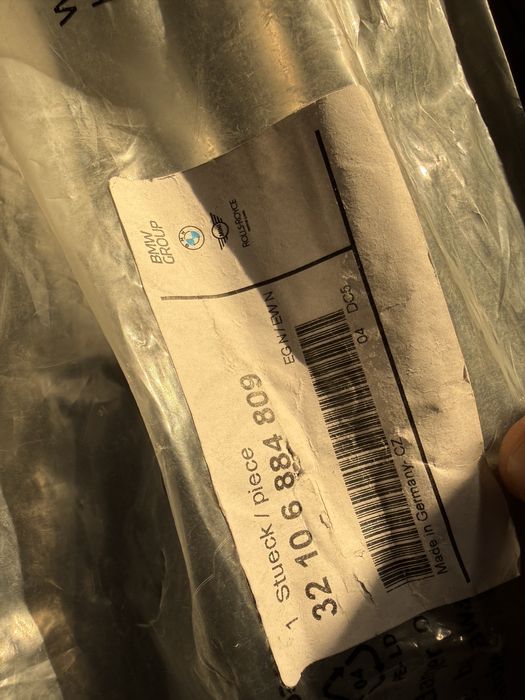 BMW
GROUP
ROLLS-ROYCE
1 Stueck / piece
32 10 6 884 809
EGN/EWN
04 DC5
Made in Germany, CZ
04